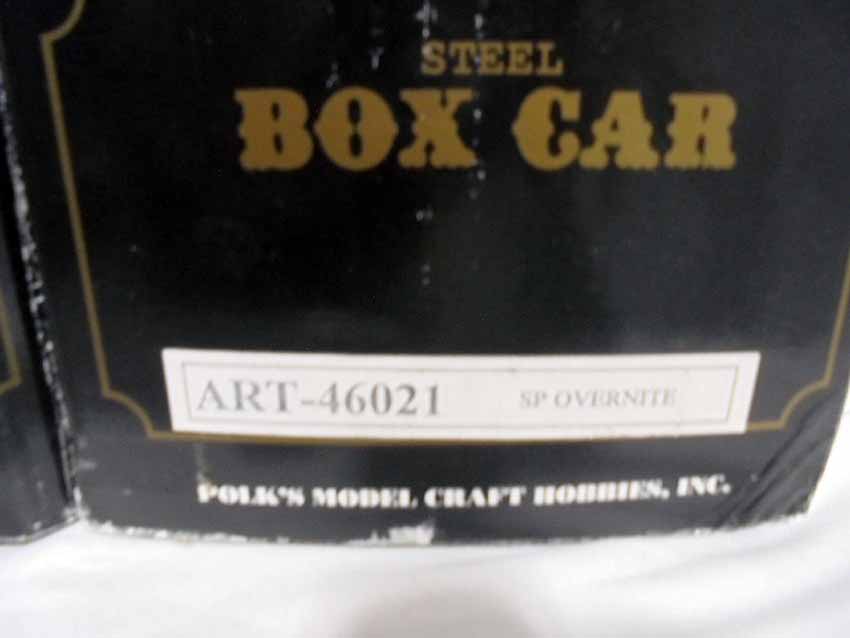 STEEL
BOX CAR
ART-46021 SP OVERNITE
POLK'S MODEL CRAFT HOBBIES, INC.